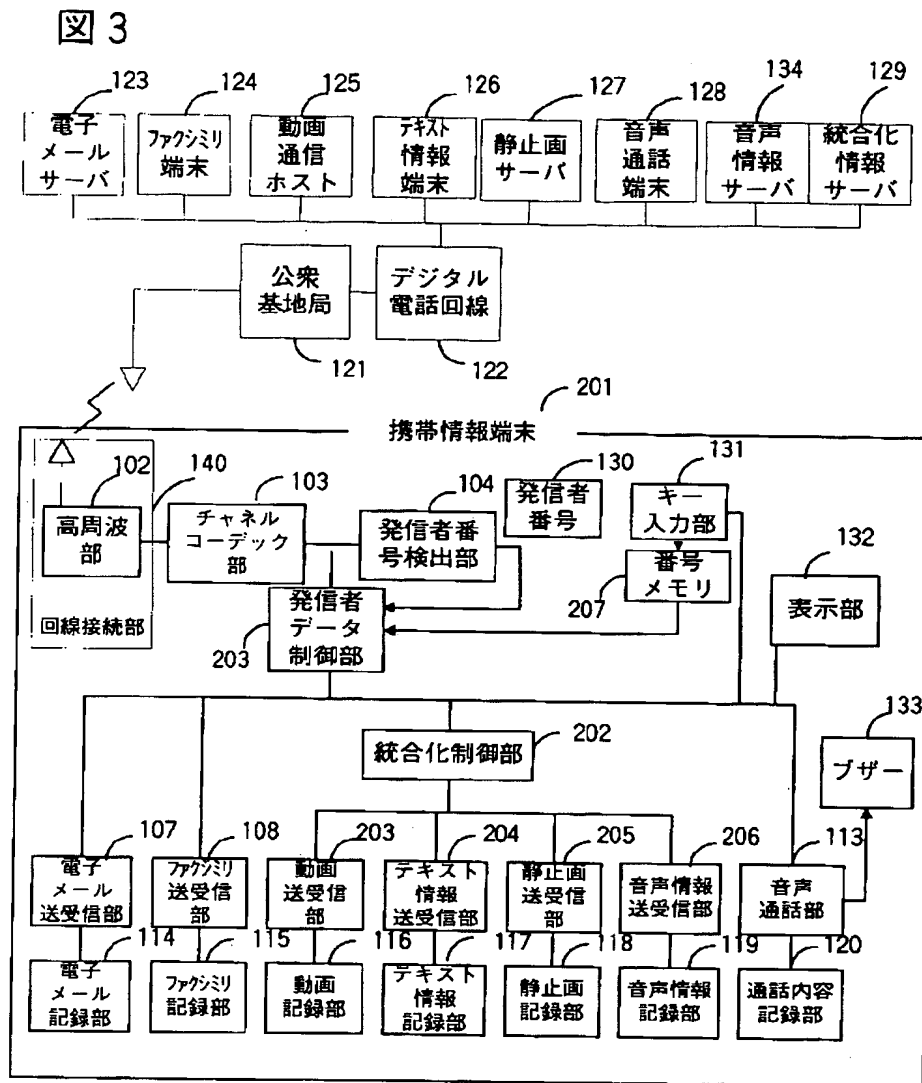 図3
123
124
125
126
127
128
134
129
電子
メール
サーバ
ファクシミリ
端末
動画
通信
ホスト
テキスト
情報
端末
静止画
サーバ
音声
通話
端末
音声
情報
サーバ
統合化
情報
サーバ
公衆
基地局
デジタル
電話回線
121
122
201
携帯情報端末
102
140
103
104
130
131
132
高周波
部
チャネル
コーデック
部
発信者番
号検出部
発信者
番号
キー
入力部
番号
メモリ
207
表示部
回線接続部
203
発信者
データ
制御部
133
統合化制御部
202
ブザー
107
108
203
204
205
206
113
電子
メール
送受信部
ファクシミリ
送受信
部
動画
送受信
部
テキスト
情報
送受信部
静止画
送受信
部
音声情報
送受信部
音声
通話部
114
115
116
117
118
119
120
電子
メール
記録部
ファクシミリ
記録部
動画
記録部
テキスト
情報
記録部
静止画
記録部
音声情報
記録部
通話内容
記録部